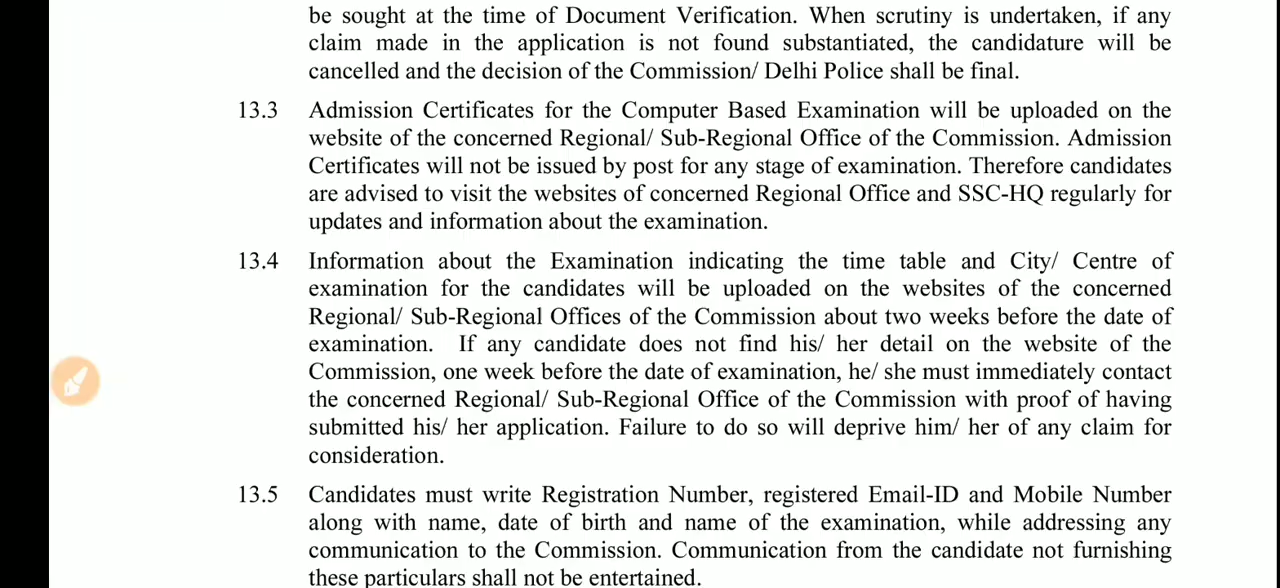 be sought at the time of Document Verification. When scrutiny is undertaken, if any
claim made in the application is not found substantiated, the candidature will be
cancelled and the decision of the Commission/ Delhi Police shall be final.
13.3 Admission Certificates for the Computer Based Examination will be uploaded on the
website of the concerned Regional/ Sub-Regional Office of the Commission. Admission
Certificates will not be issued by post for any stage of examination. Therefore candidates
are advised to visit the websites of concerned Regional Office and SSC-HQ regularly for
updates and information about the examination.
13.4 Information about the Examination indicating the time table and City/ Centre of
examination for the candidates will be uploaded on the websites of the concerned
Regional/ Sub-Regional Offices of the Commission about two weeks before the date of
examination. If any candidate does not find his/ her detail on the website of the
Commission, one week before the date of examination, he/ she must immediately contact
the concerned Regional/ Sub-Regional Office of the Commission with proof of having
submitted his/ her application. Failure to do so will deprive him/ her of any claim for
consideration.
13.5 Candidates must write Registration Number, registered Email-ID and Mobile Number
along with name, date of birth and name of the examination, while addressing any
communication to the Commission. Communication from the candidate not furnishing
these particulars shall not be entertained.